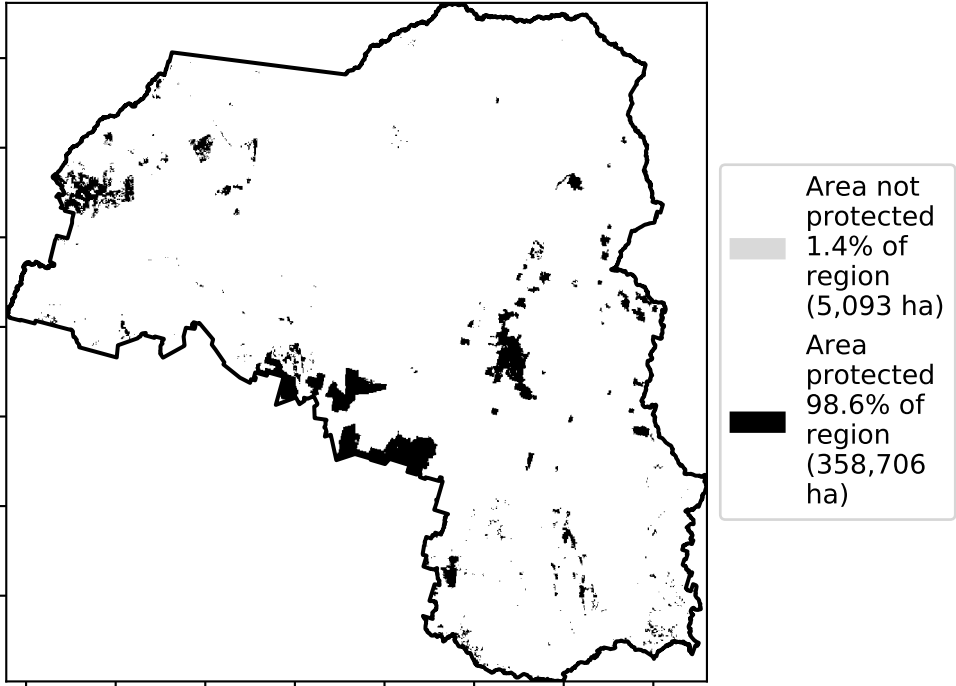 Area not
protected
1.4% of
region
(5,093 ha)
Area
protected
98.6% of
region
(358,706
ha)